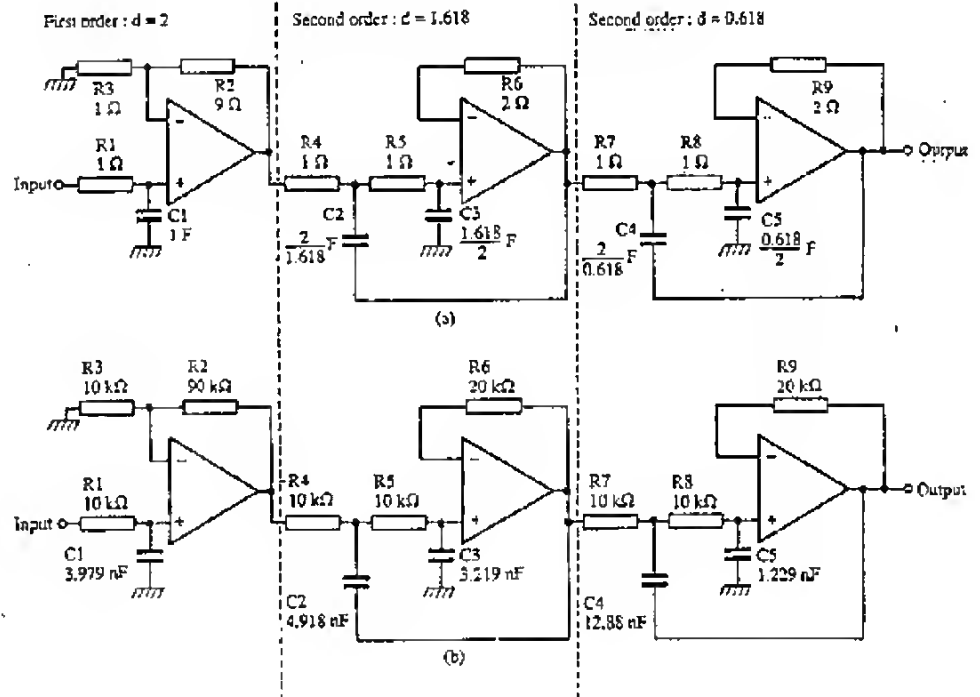 First order : d = 2
Second order : d = 1.618
Second order : d = 0.618
R3
1 Ω
R2
9 Ω
R1
1 Ω
Input
C1
1 F
R6
2 Ω
R4
1 Ω
R5
1 Ω
C2
2
1.618
F
C3
1.618
2
F
R9
2 Ω
R7
1 Ω
R8
1 Ω
C4
2
0.618
F
C5
0.618
2
F
Output
(a)
R3
10 kΩ
R2
90 kΩ
R1
10 kΩ
Input
C1
3.979 nF
R6
20 kΩ
R4
10 kΩ
R5
10 kΩ
C2
4.918 nF
C3
3.219 nF
R9
20 kΩ
R7
10 kΩ
R8
10 kΩ
C4
12.88 nF
C5
1.229 nF
Output
(b)